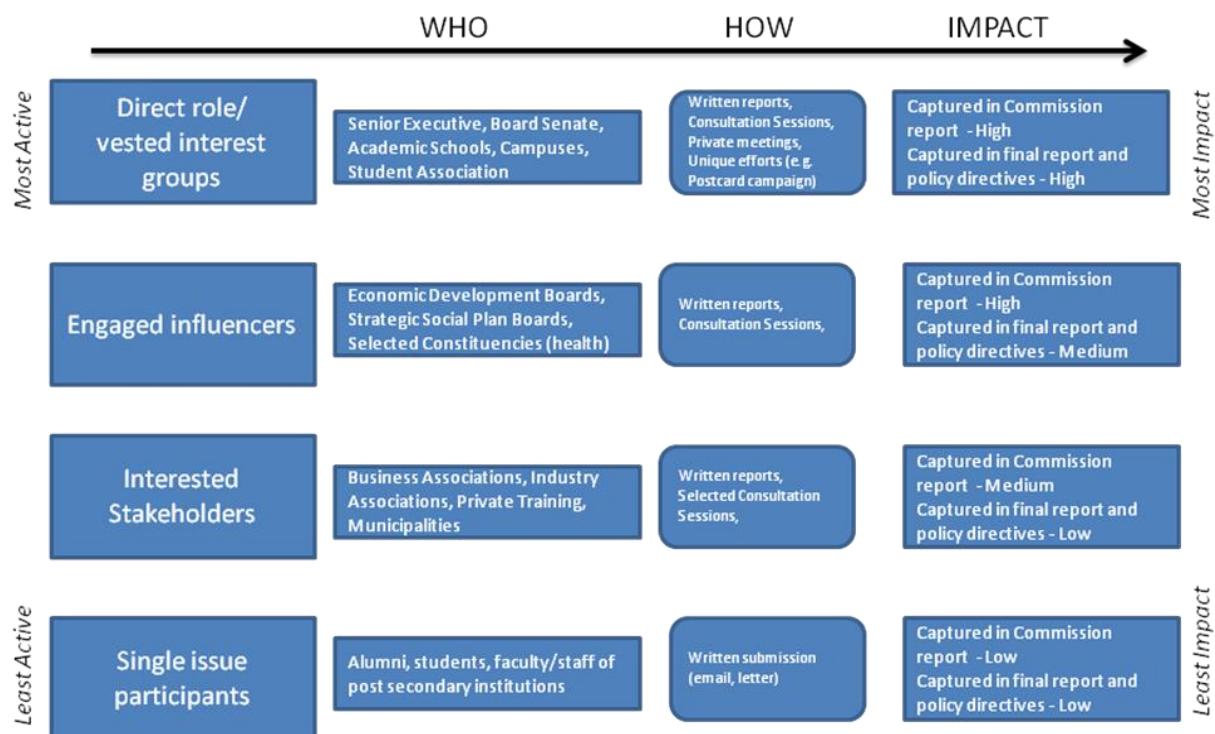 WHO
HOW
IMPACT
Most Active
Direct role/
vested interest
groups
Senior Executive, Board Senate,
Academic Schools, Campuses,
Student Association
Written reports,
Consultation Sessions,
Private meetings,
Unique efforts (e.g.
Postcard campaign)
Captured in Commission
report - High
Captured in final report and
policy directives - High
Most Impact
Engaged influencers
Economic Development Boards,
Strategic Social Plan Boards,
Selected Constituencies (health)
Written reports,
Consultation Sessions,
Captured in Commission
report - High
Captured in final report and
policy directives - Medium
Interested
Stakeholders
Business Associations, Industry
Associations, Private Training,
Municipalities
Written reports,
Selected Consultation
Sessions,
Captured in Commission
report - Medium
Captured in final report and
policy directives - Low
Least Active
Single issue
participants
Alumni, students, faculty/staff of
post secondary institutions
Written submission
(email, letter)
Captured in Commission
report - Low
Captured in final report and
policy directives - Low
Least Impact